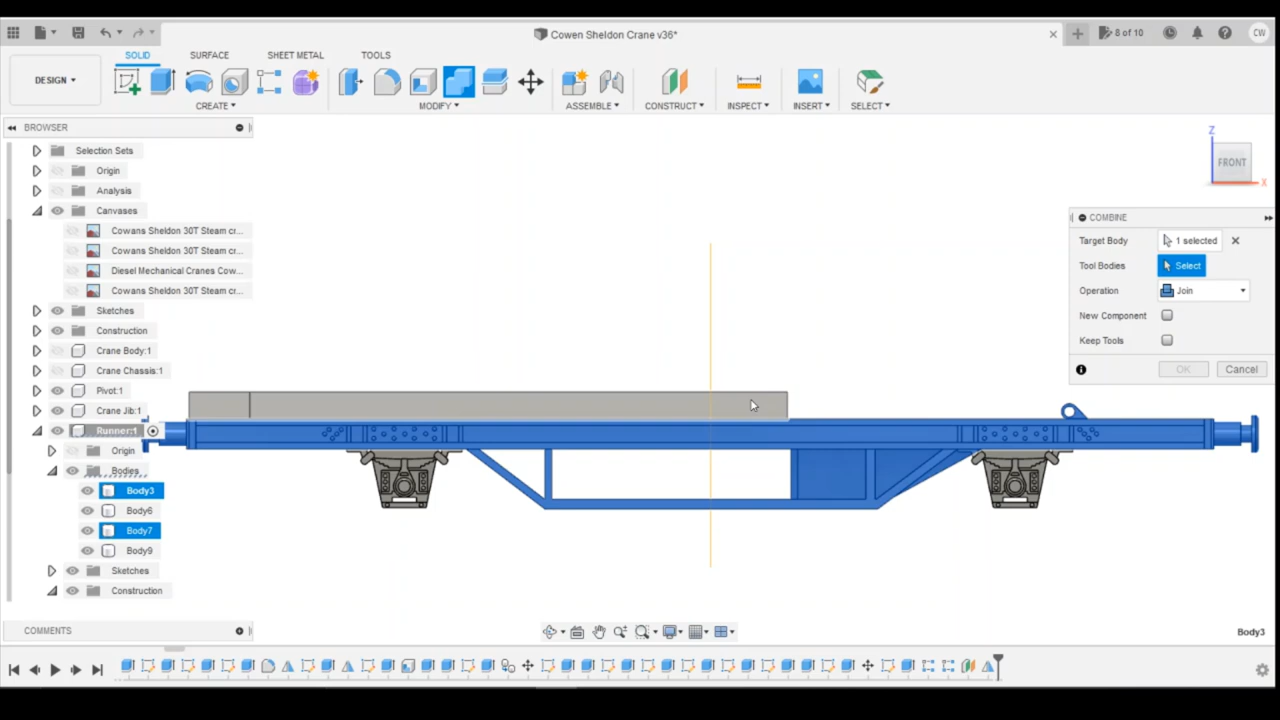 Cowen Sheldon Crane v36*
8 of 10
CW
DESIGN
SOLID
SURFACE
SHEET METAL
TOOLS
CREATE
MODIFY
ASSEMBLE
CONSTRUCT
INSPECT
INSERT
SELECT
BROWSER
Selection Sets
Origin
Analysis
Canvases
Cowans Sheldon 30T Steam cr...
Cowans Sheldon 30T Steam cr...
Diesel Mechanical Cranes Cow...
Cowans Sheldon 30T Steam cr...
Sketches
Construction
Crane Body:1
Crane Chassis:1
Pivot:1
Crane Jib:1
Runner:1
Origin
Bodies
Body3
Body6
Body7
Body9
Sketches
Construction
COMMENTS
Z
FRONT
X
COMBINE
Target Body 1 selected
Tool Bodies Select
Operation Join
New Component
Keep Tools
OK Cancel
Body3